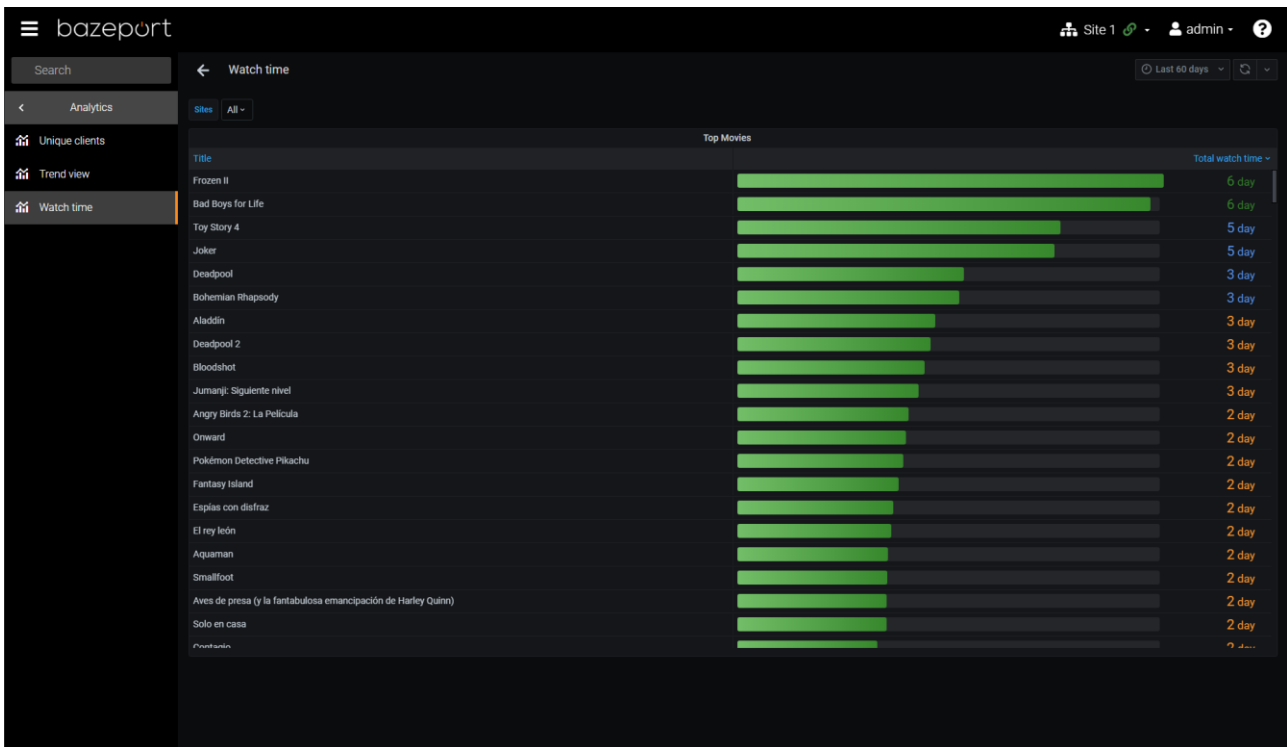 bazeport
Site 1 admin ?
Search
Watch time
Last 60 days
Analytics
Sites All
Unique clients
Top Movies
Title Total watch time
Trend view
Frozen II 6 day
Bad Boys for Life 6 day
Watch time
Toy Story 4 5 day
Joker 5 day
Deadpool 3 day
Bohemian Rhapsody 3 day
Aladdín 3 day
Deadpool 2 3 day
Bloodshot 3 day
Jumanji: Siguiente nivel 3 day
Angry Birds 2: La Película 2 day
Onward 2 day
Pokémon Detective Pikachu 2 day
Fantasy Island 2 day
Espías con disfraz 2 day
El rey león 2 day
Aquaman 2 day
Smallfoot 2 day
Aves de presa (y la fantabulosa emancipación de Harley Quinn) 2 day
Solo en casa 2 day
Contagio 2 day